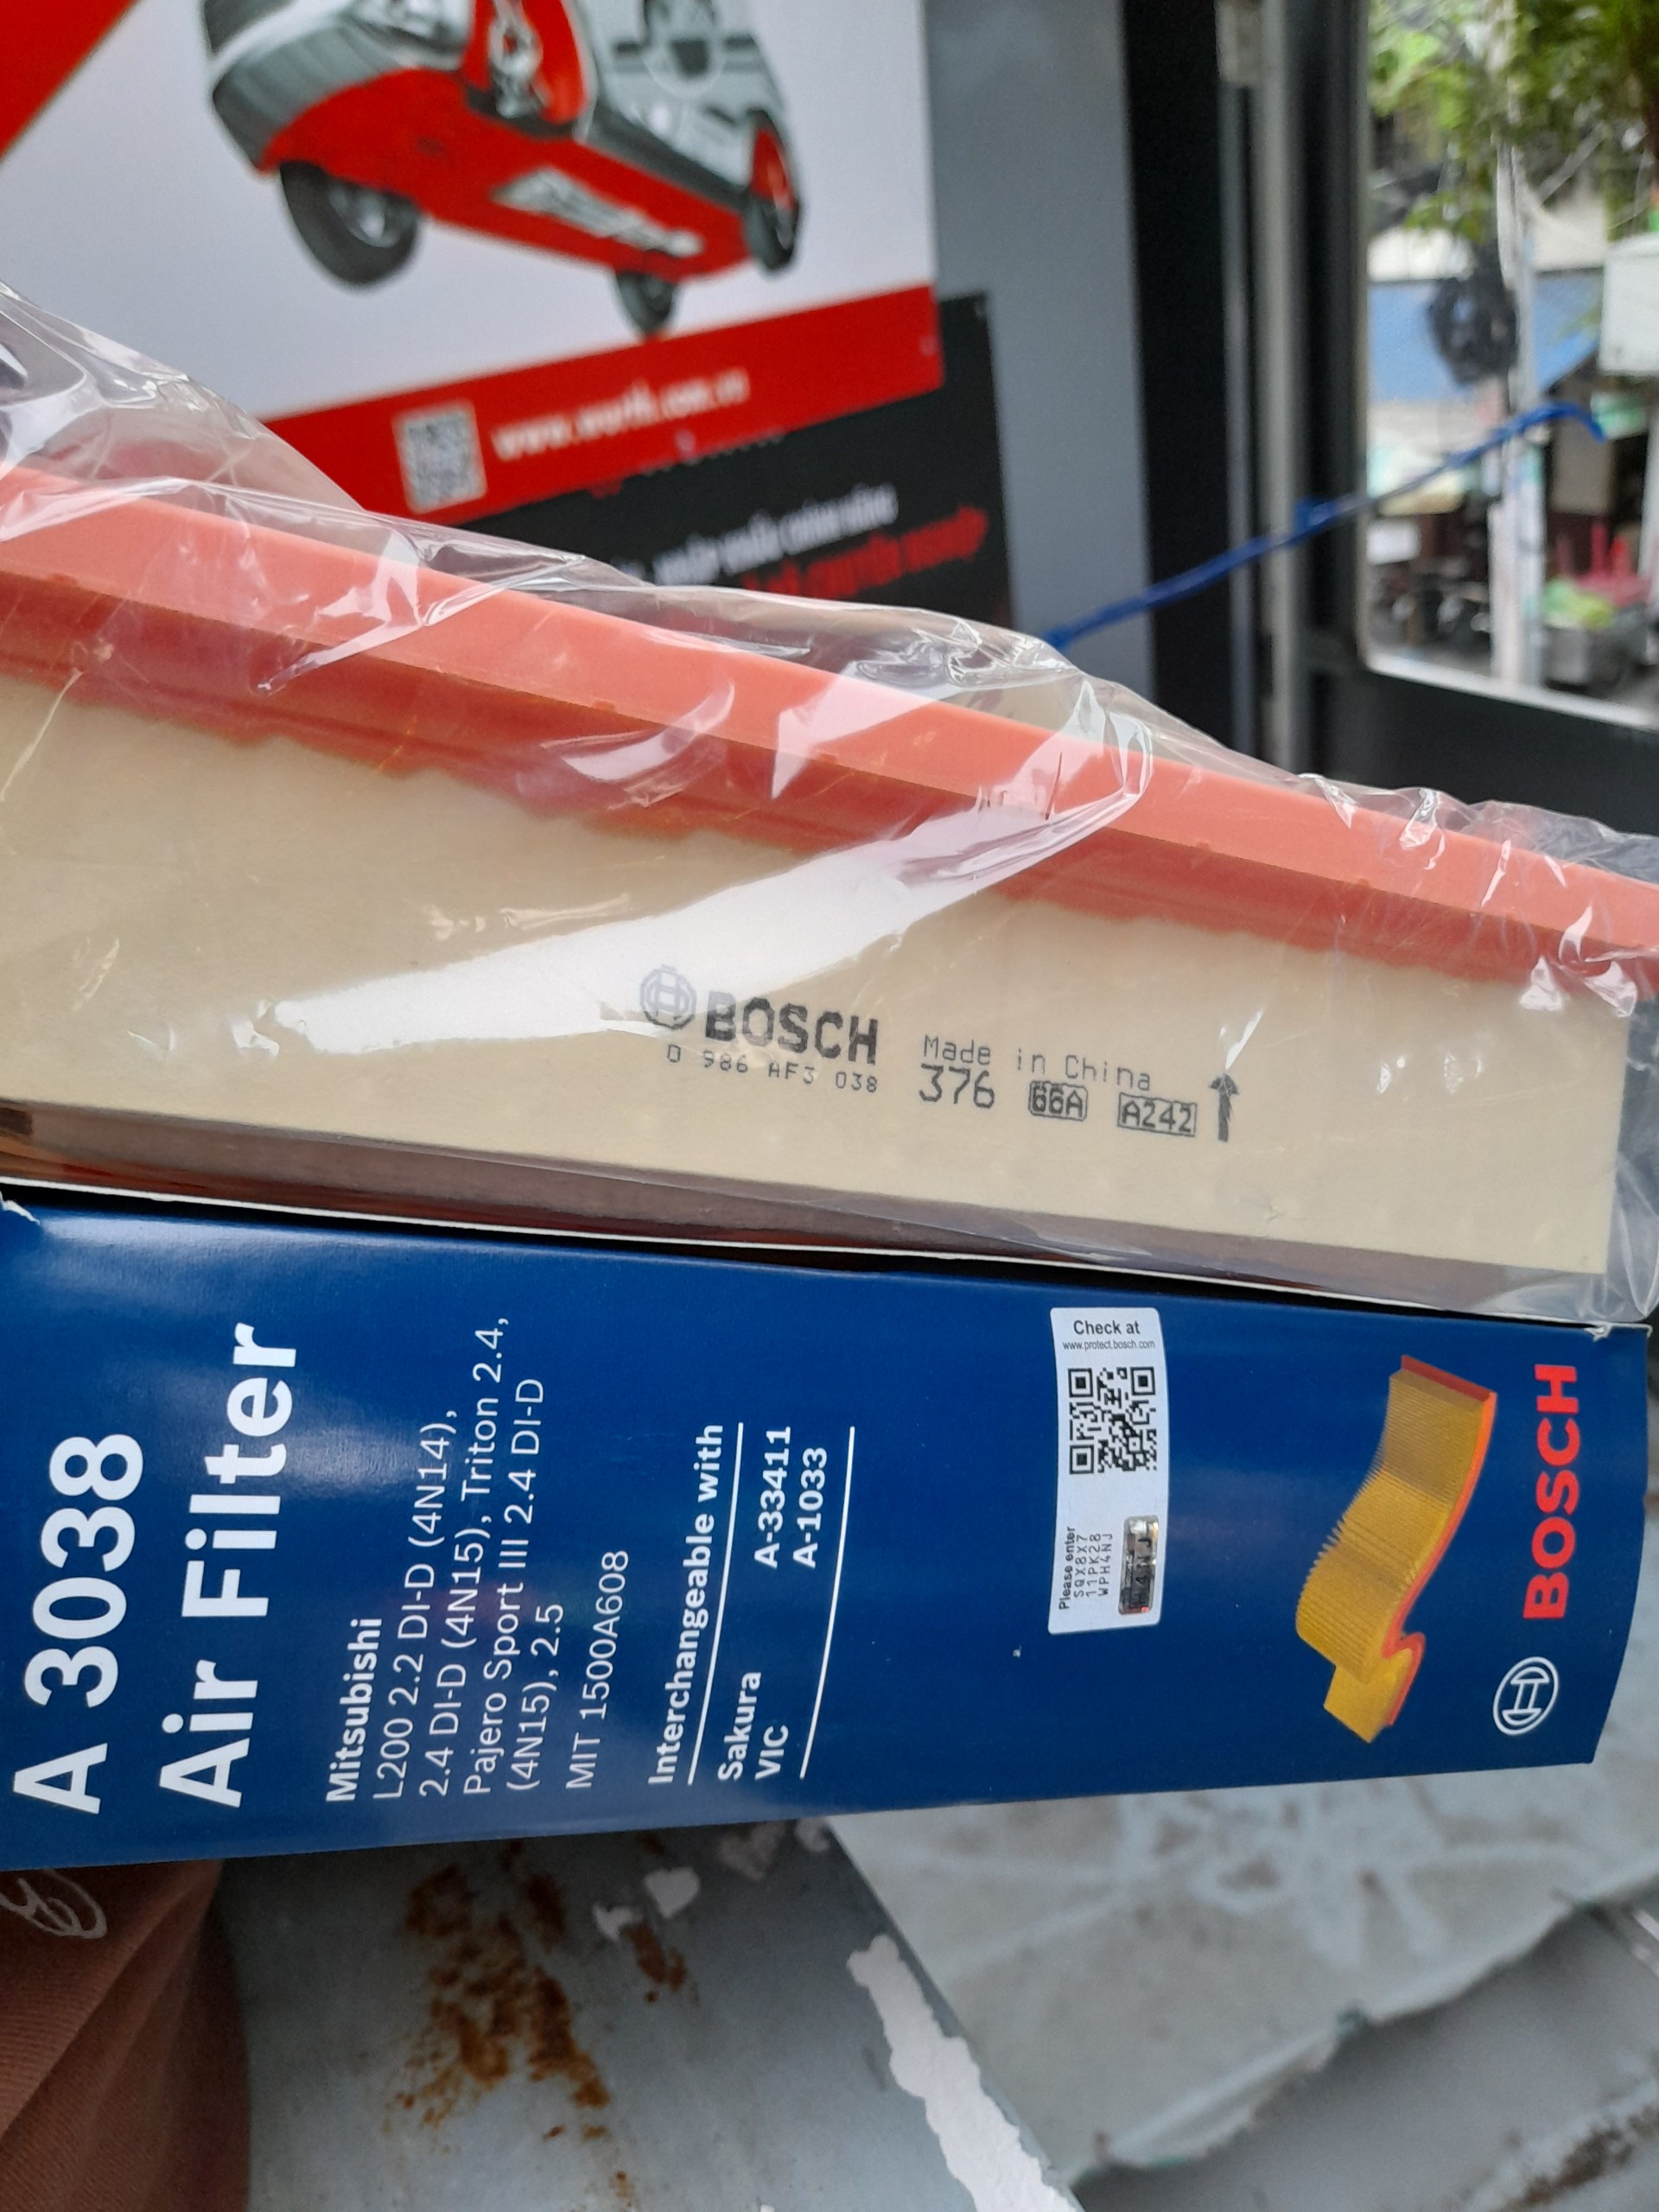 www.wurth.com.vn
BOSCH
0 986 AF3 038
Made in China
376 66A A242
A 3038
Air Filter
Mitsubishi
L200 2.2 DI-D (4N14),
2.4 DI-D (4N15), Triton 2.4,
Pajero Sport III 2.4 DI-D
(4N15), 2.5
MIT 1500A608
Interchangeable with
Sakura A-33411
VIC A-1033
Check at
www.protect.bosch.com
Please enter
SQX8X7
11PK28
WPH4NJ
BOSCH